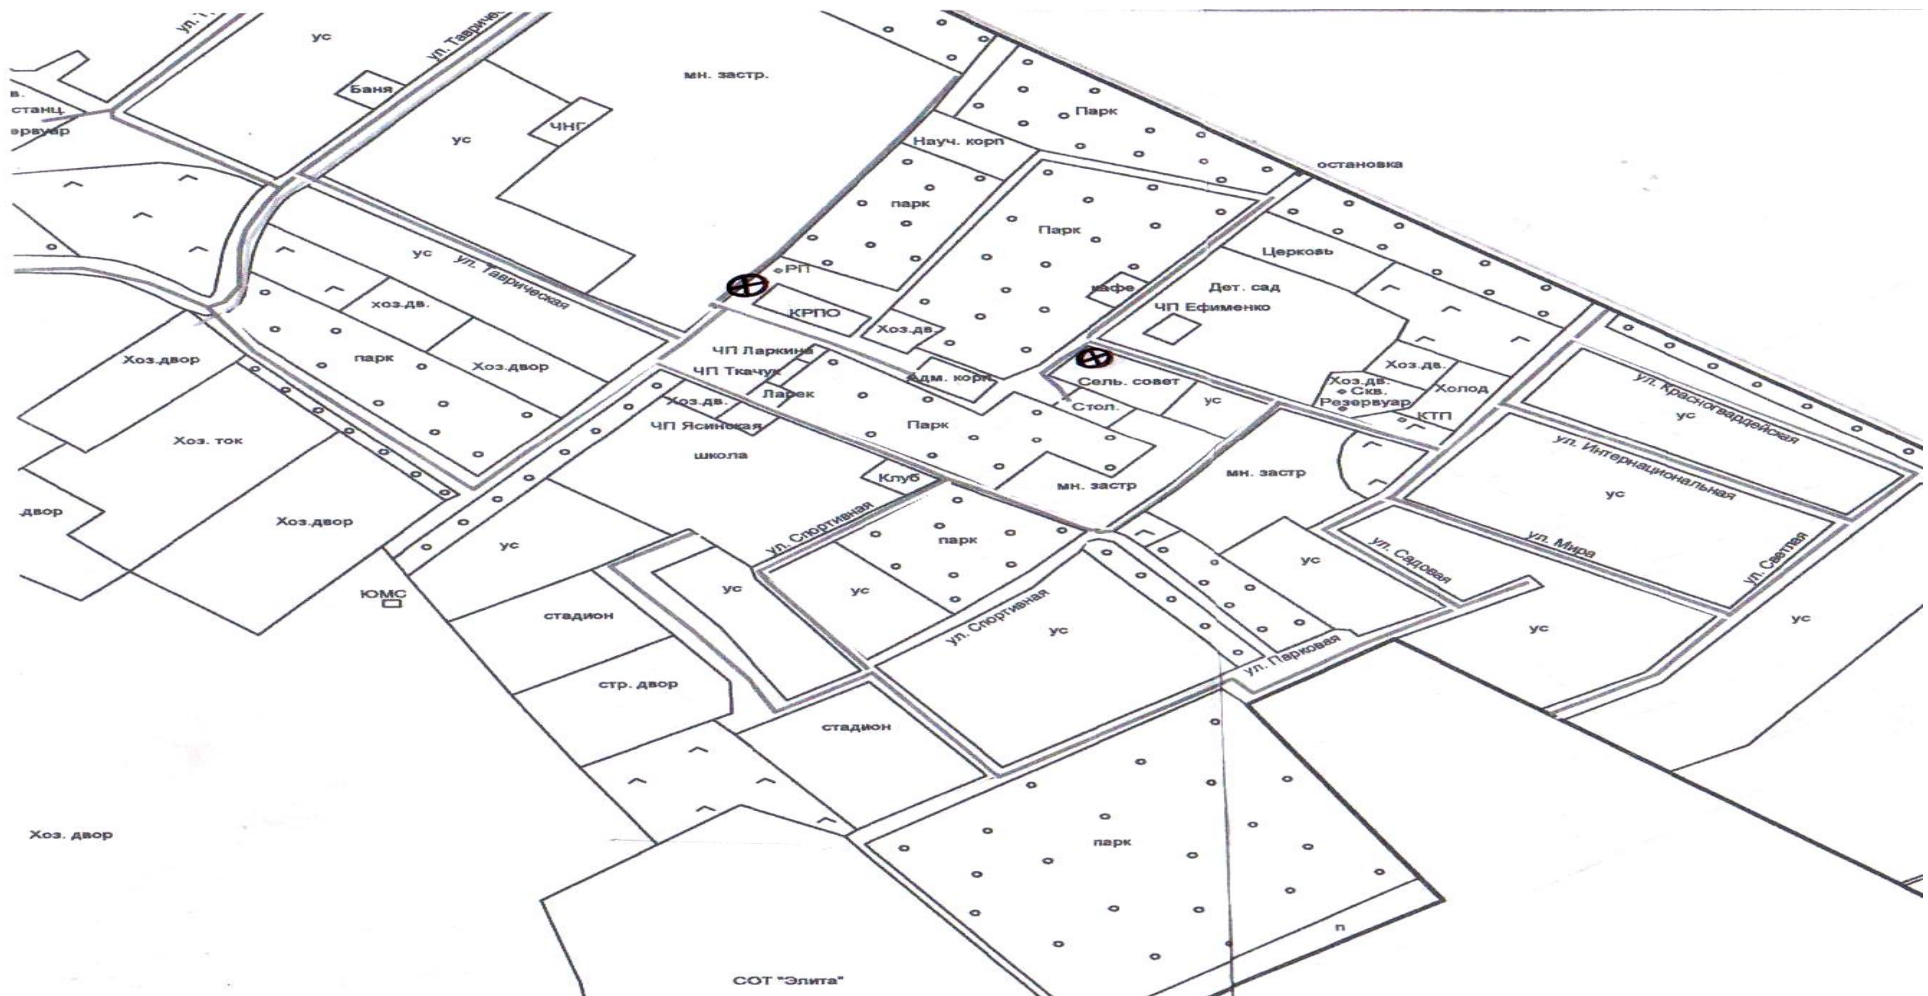 ус
ул. Тавричес
мн. застр.
Баня
в.
станц.
ервуар
ЧНГ
ус
Парк
Науч. корп
остановка
парк
Парк
ус
ул. Таврическая
Церковь
РП
кафе
Дет. сад
ЧП Ефименко
хоз.дв.
КРПО
Хоз.дв.
Хоз.двор
парк
Хоз.двор
ЧП Ларкина
ЧП Ткачук
Адм. корп
Сель. совет
Хоз.дв.
Хоз.дв.
Скв.
Резервуар
Холод
КТП
ул. Красногвардейская
ус
Хоз.дв.
Ларек
Стол.
ус
ЧП Ясинская
Парк
Хоз. ток
школа
ул. Интернациональная
Клуб
мн. застр
мн. застр
ус
.двор
Хоз.двор
ул. Спортивная
парк
ус
ус
ул. Садовая
ул. Мира
ул. Светлая
ЮМС
ус
ус
стадион
ул. Спортивная
ус
ус
ус
ул. Парковая
стр. двор
стадион
Хоз. двор
парк
п
СОТ "Элита"